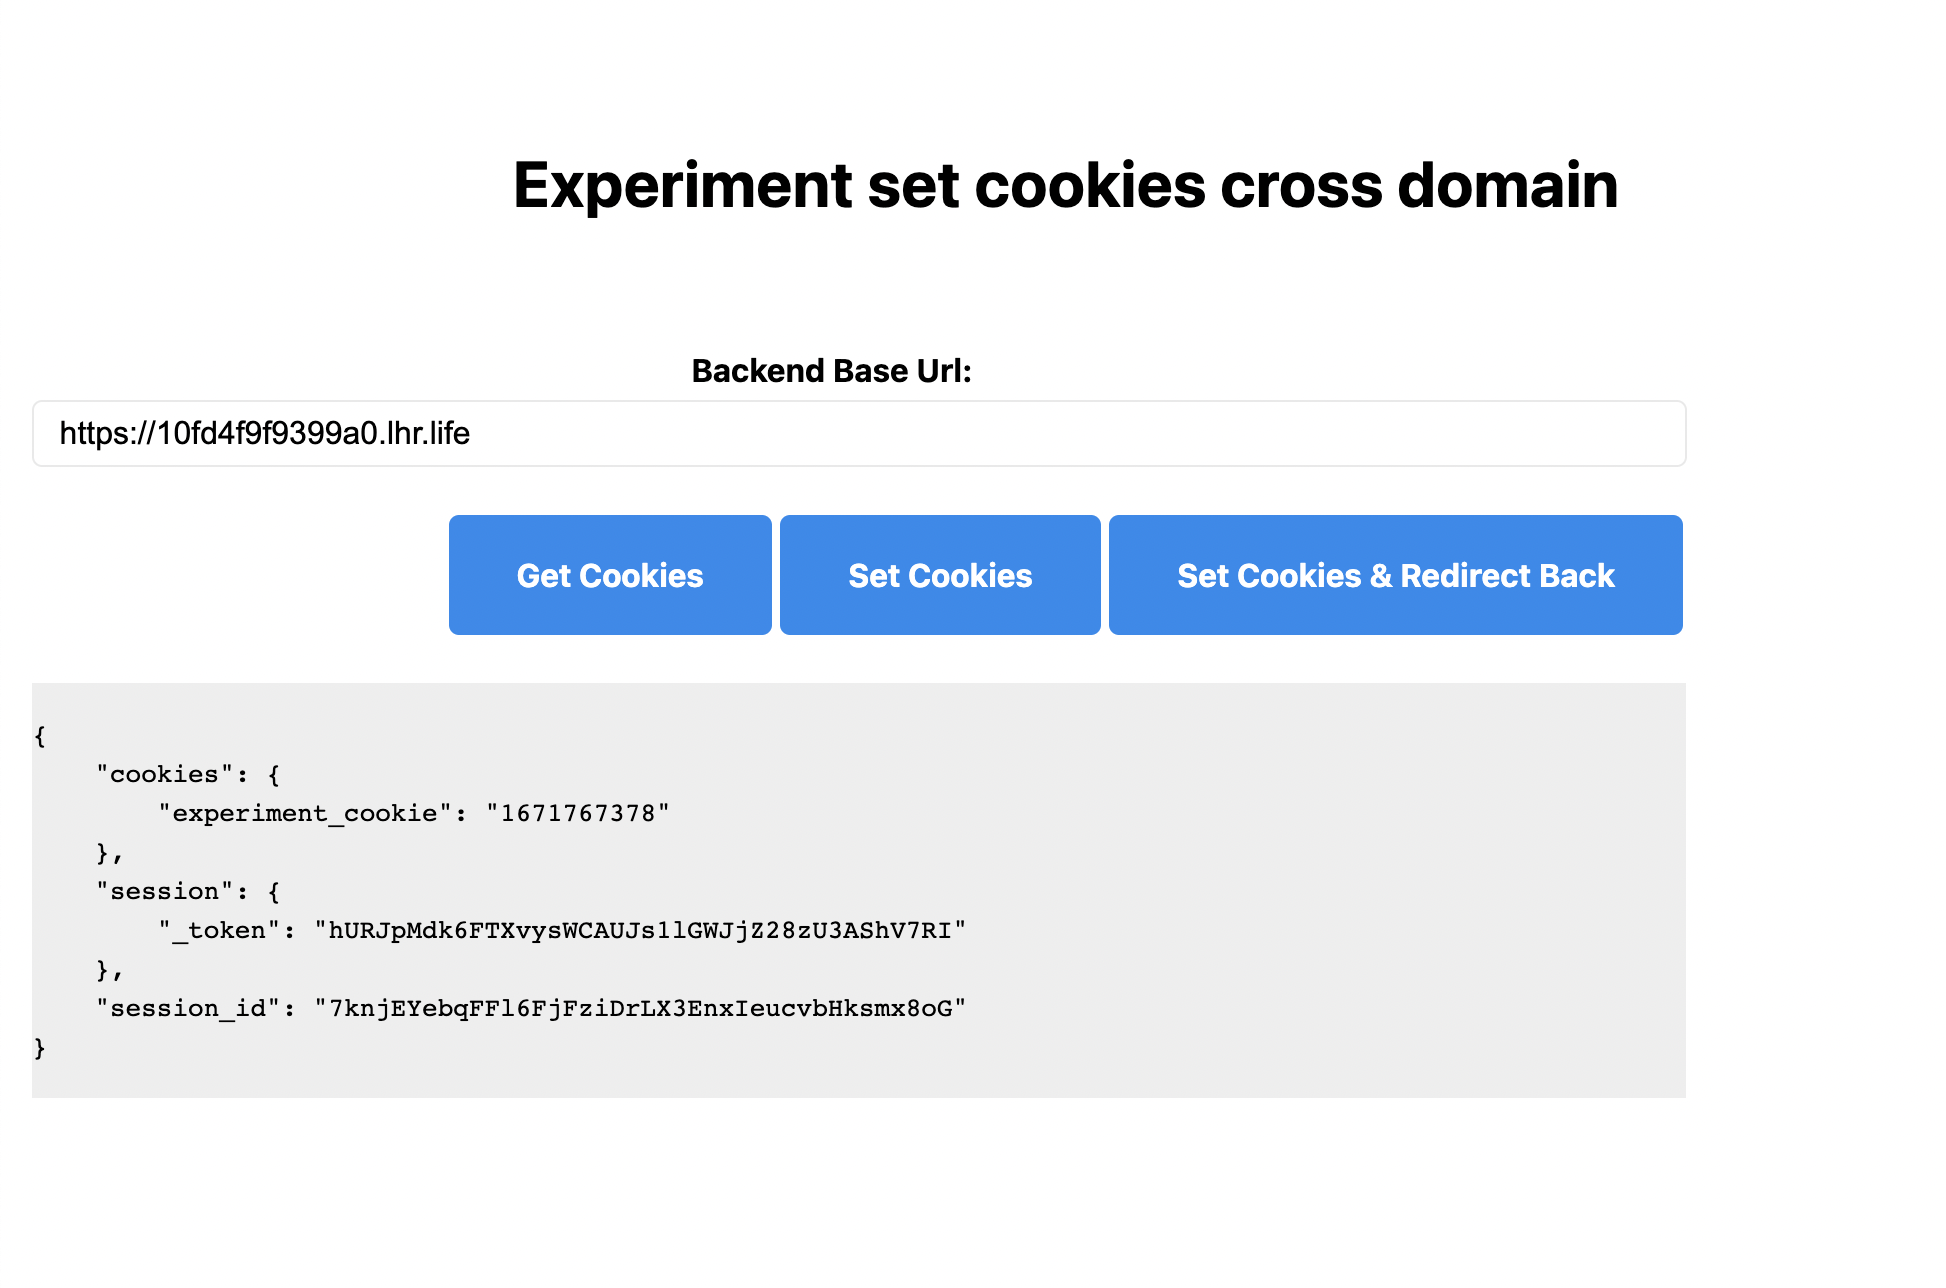 Experiment set cookies cross domain
Backend Base Url:
https://10fd4f9f9399a0.lhr.life
Get Cookies
Set Cookies
Set Cookies & Redirect Back
{
    "cookies": {
        "experiment_cookie": "1671767378"
    },
    "session": {
        "_token": "hURJpMdk6FTXvysWCAUJs1lGWJjZ28zU3AShV7RI"
    },
    "session_id": "7knjEYebqFFl6FjFziDrLX3EnxIeucvbHksmx8oG"
}